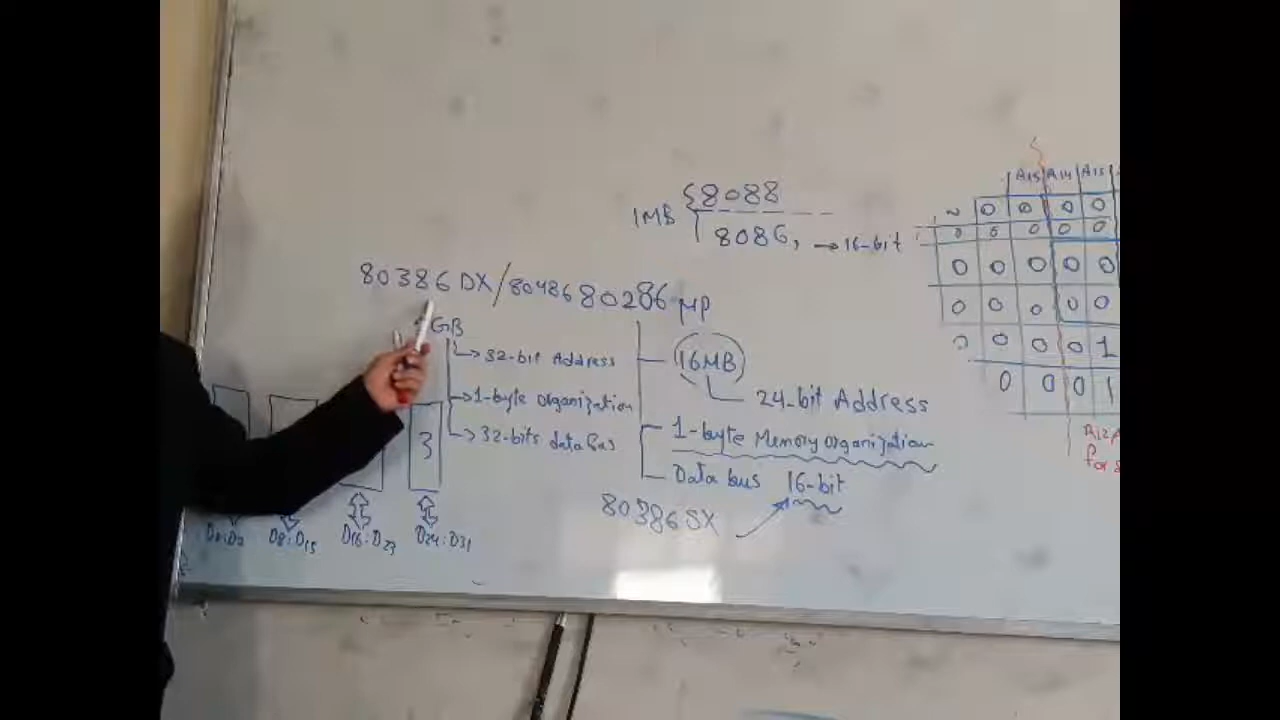 {8088
1MB
8086, → 16-bit
80386 DX/80486
80286 μP
GB
→ 32-bit Address
→ 1-byte organization
→ 32-bits data Bus
16MB
24-bit Address
1-byte Memory organization
Data bus 16-bit
80386 SX
3
D8:D15
D16:D23
D24:D31
A15 A14 A13
0 0 0 0
0 0 0 0
0 0 0 0 0
0 0 0 0 0
0 0 0 0 1
0 0 0 1